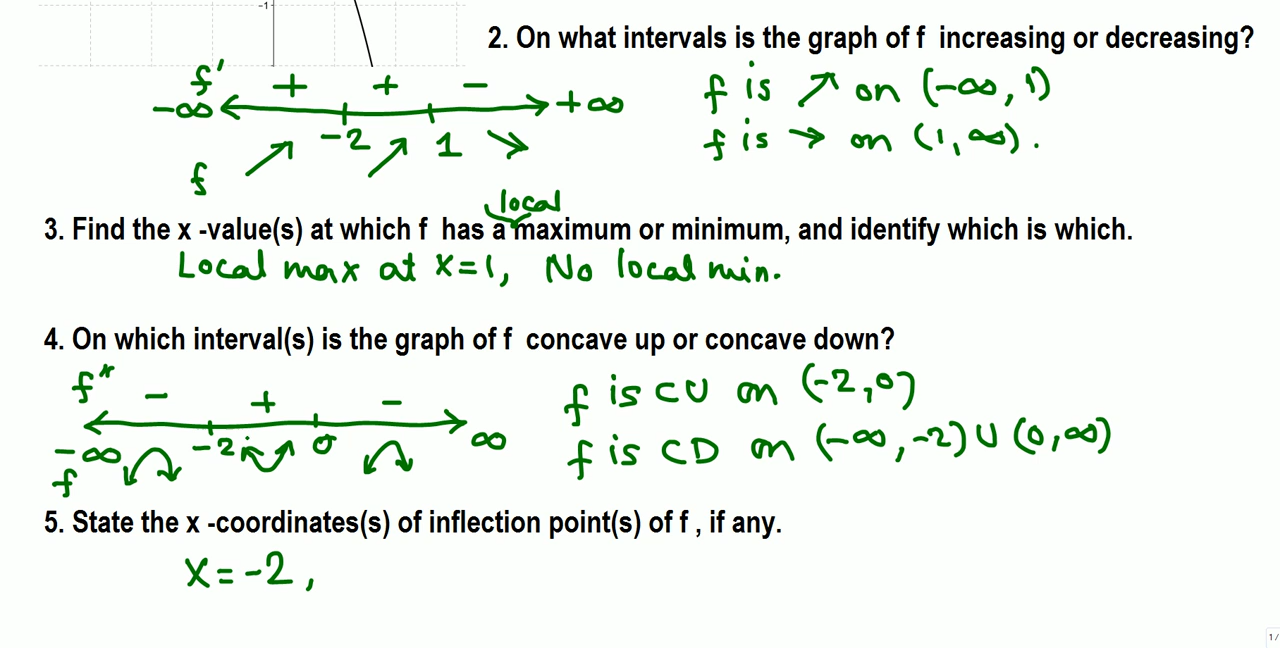 -1
2. On what intervals is the graph of f increasing or decreasing?
f' + + -
-∞ +∞
-2 1
f
f is ↗ on (-∞, 1)
f is → on (1, ∞).
local
3. Find the x -value(s) at which f has a maximum or minimum, and identify which is which.
Local max at x=1, No local min.
4. On which interval(s) is the graph of f concave up or concave down?
f" - + -
-∞ -2 0 ∞
f
f is CU on (-2,0)
f is CD on (-∞,-2) U (0,∞)
5. State the x -coordinates(s) of inflection point(s) of f , if any.
x = -2 ,
1/